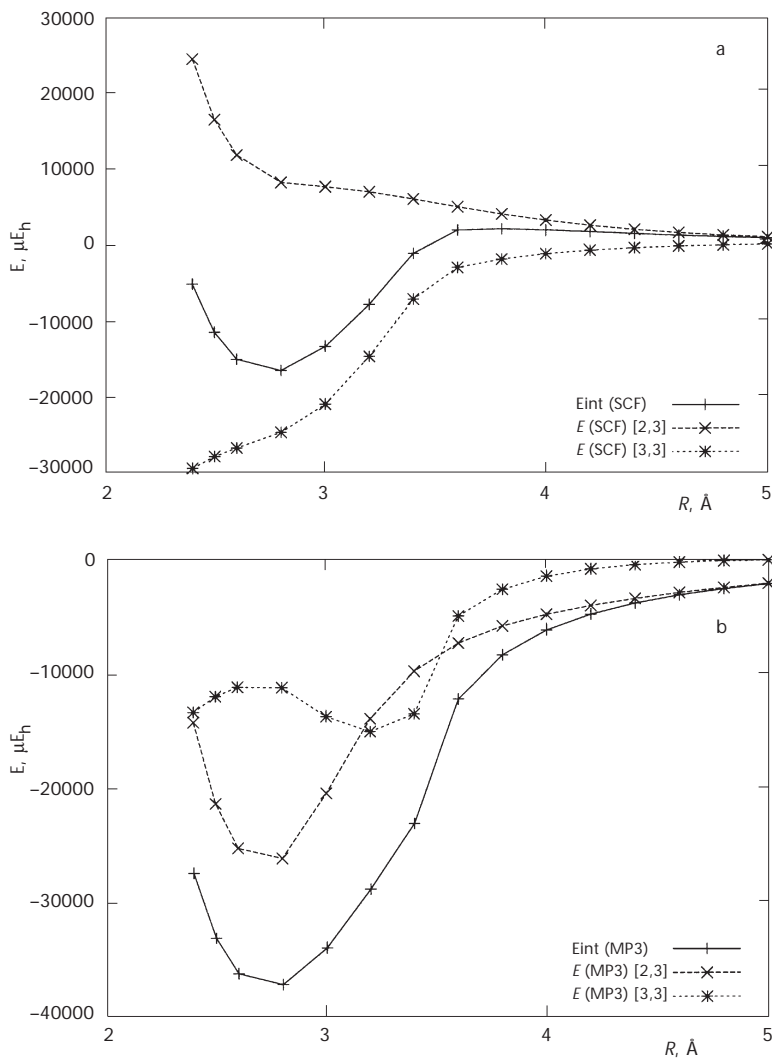 30000
a
20000
10000
E, μEh
0
–10000
–20000
–30000
Eint (SCF)
E (SCF) [2,3]
E (SCF) [3,3]
2 3 4 5
R, Å
0
b
–10000
E, μEh
–20000
–30000
–40000
Eint (MP3)
E (MP3) [2,3]
E (MP3) [3,3]
2 3 4 5
R, Å